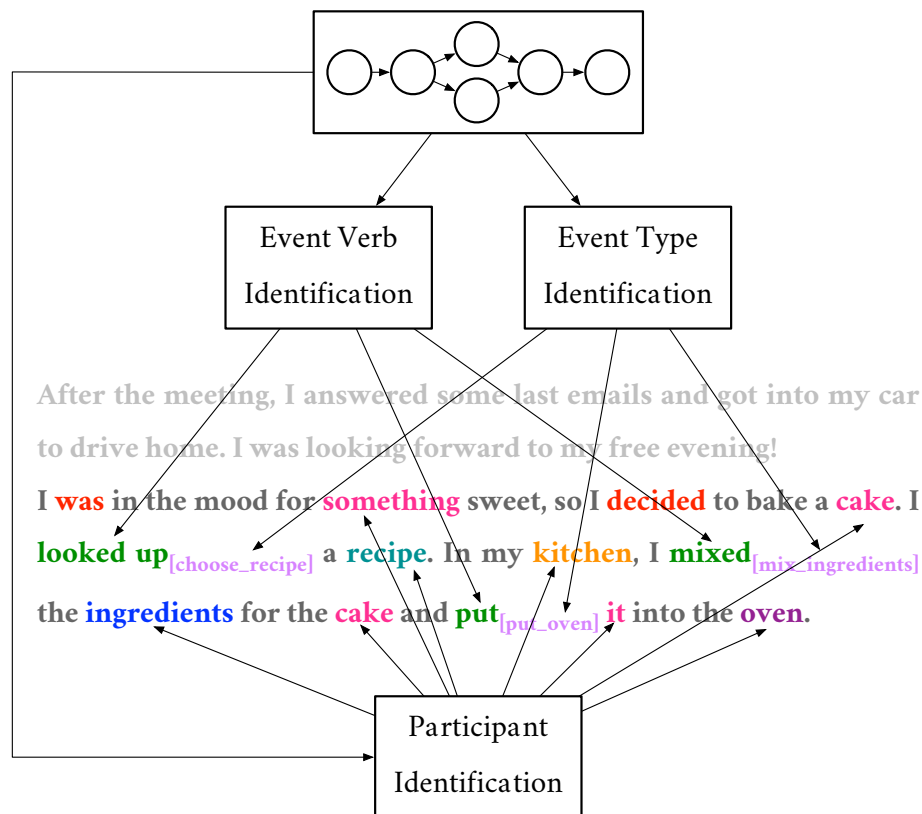 Event Verb
Identification
Event Type
Identification
After the meeting, I answered some last emails and got into my car
to drive home. I was looking forward to my free evening!
I was in the mood for something sweet, so I decided to bake a cake. I
looked up[choose_recipe] a recipe. In my kitchen, I mixed[mix_ingredients]
the ingredients for the cake and put[put_oven] it into the oven.
Participant
Identification